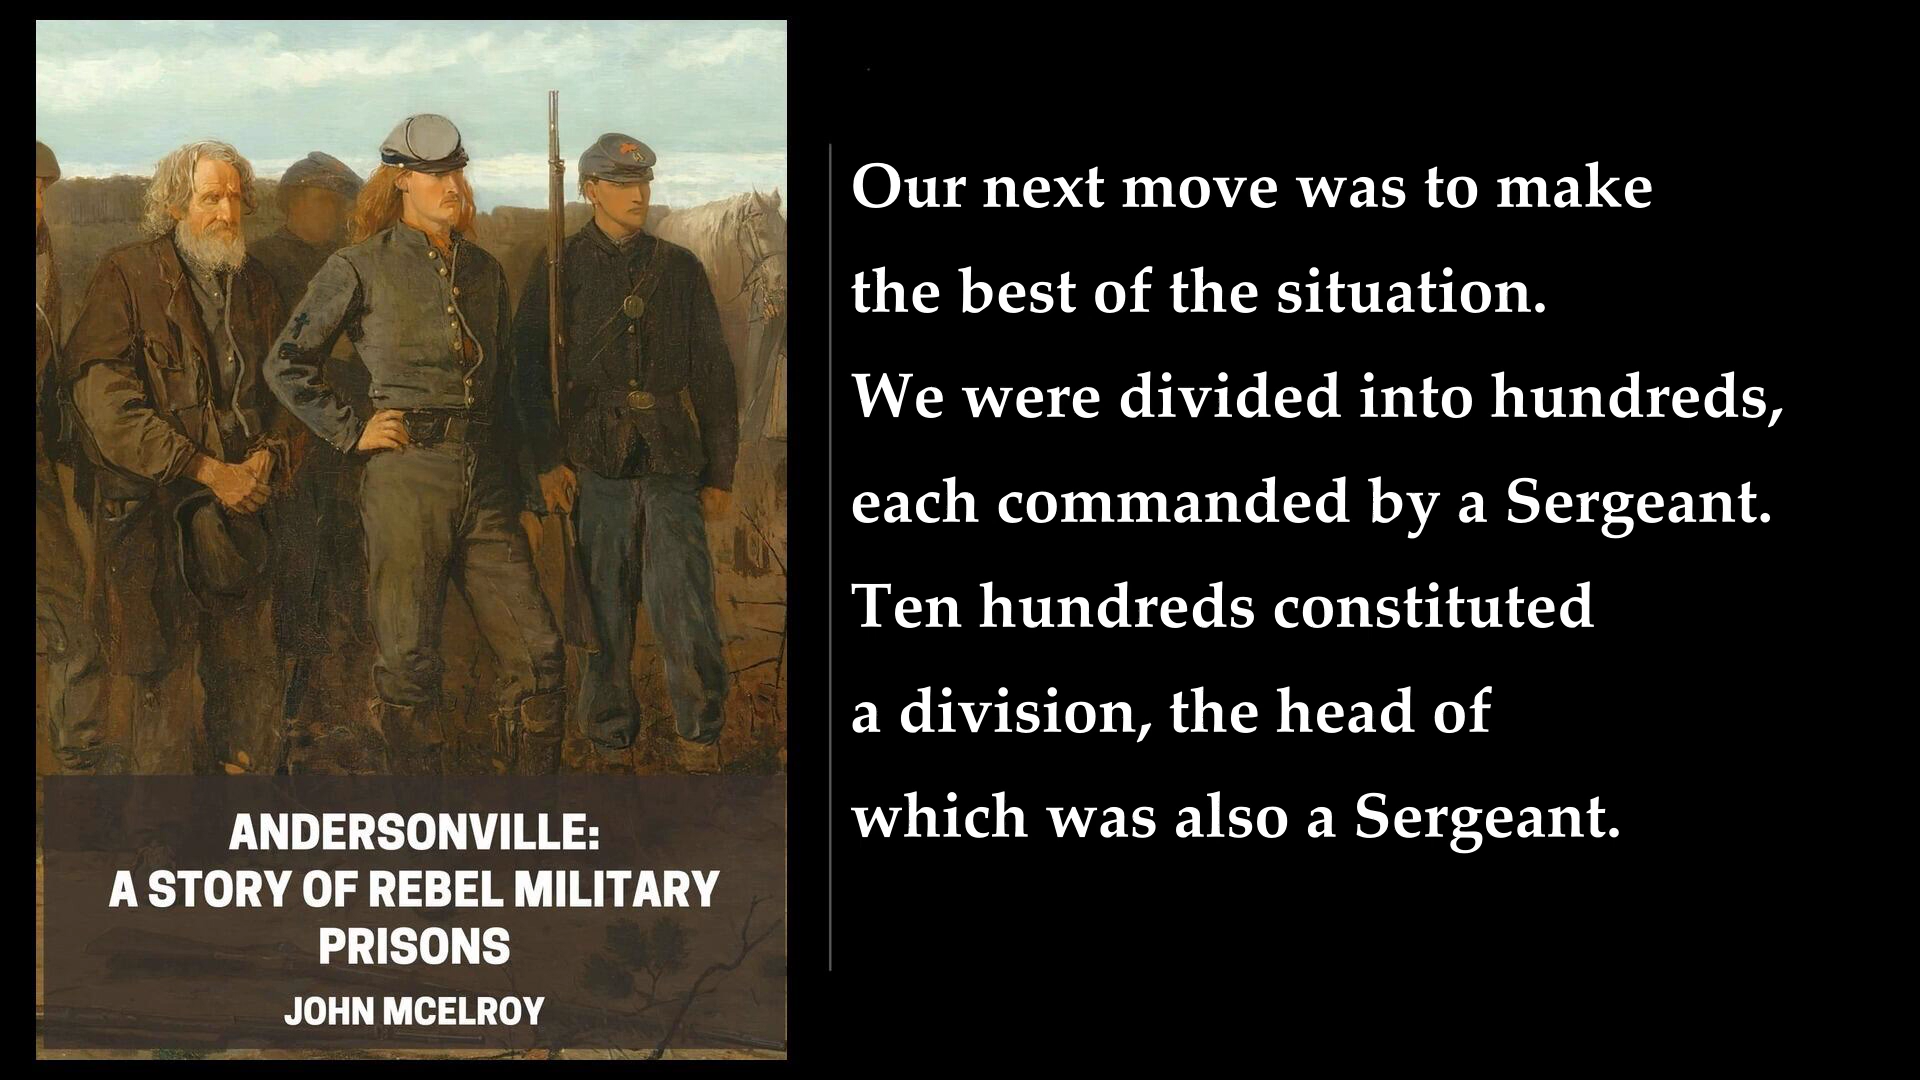 ANDERSONVILLE:
A STORY OF REBEL MILITARY
PRISONS
JOHN MCELROY
Our next move was to make
the best of the situation.
We were divided into hundreds,
each commanded by a Sergeant.
Ten hundreds constituted
a division, the head of
which was also a Sergeant.